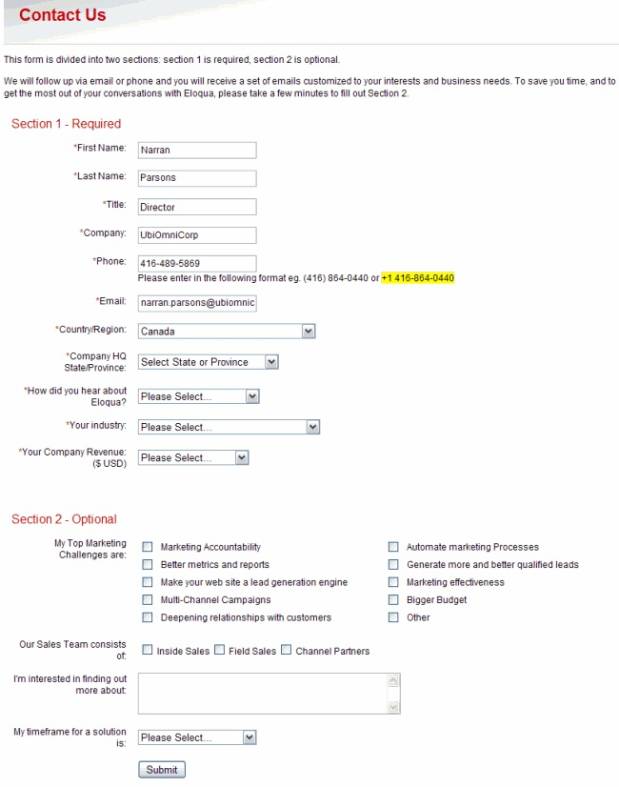 Contact Us
This form is divided into two sections: section 1 is required, section 2 is optional.
We will follow up via email or phone and you will receive a set of emails customized to your interests and business needs. To save you time, and to
get the most out of your conversations with Eloqua, please take a few minutes to fill out Section 2.
Section 1 - Required
*First Name: Narran
*Last Name: Parsons
*Title: Director
*Company: UbiOmniCorp
*Phone: 416-489-5869
Please enter in the following format eg. (416) 864-0440 or +1 416-864-0440
*Email: narran.parsons@ubiomnic
*Country/Region: Canada
*Company HQ
State/Province: Select State or Province
*How did you hear about
Eloqua? Please Select...
*Your industry: Please Select...
*Your Company Revenue:
($ USD) Please Select...
Section 2 - Optional
My Top Marketing
Challenges are:
Marketing Accountability Automate marketing Processes
Better metrics and reports Generate more and better qualified leads
Make your web site a lead generation engine Marketing effectiveness
Multi-Channel Campaigns Bigger Budget
Deepening relationships with customers Other
Our Sales Team consists
of: Inside Sales Field Sales Channel Partners
I'm interested in finding out
more about:
My timeframe for a solution
is: Please Select...
Submit